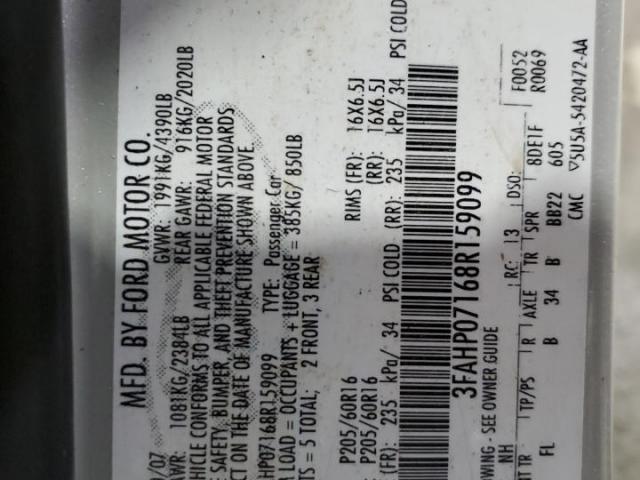 MFD. BY FORD MOTOR CO.
/07 GVWR: 1991KG/4390LB
AWR: 1081KG/2384LB REAR GAWR: 916KG/2020LB
HICLE CONFORMS TO ALL APPLICABLE FEDERAL MOTOR
E SAFETY, BUMPER, AND THEFT PREVENTION STANDARDS
CT ON THE DATE OF MANUFACTURE SHOWN ABOVE.
HP07168R159099 TYPE: Passenger Car
M LOAD = OCCUPANTS + LUGGAGE = 385KG/ 850LB
TS = 5 TOTAL; 2 FRONT, 3 REAR
P205/60R16 RIMS (FR): 16X6.5J
P205/60R16 (RR): 16X6.5J
(FR): 235 kPa/ 34 PSI COLD (RR): 235 kPa/ 34 PSI COLD
3FAHP07168R159099
OWING - SEE OWNER GUIDE
NH RC: 13 DSO: F0052
R0069
T TR TP/PS R AXLE TR SPR 8DE1F
FL B 34 B BB22 605
CMC ▽5U5A-5420472-AA